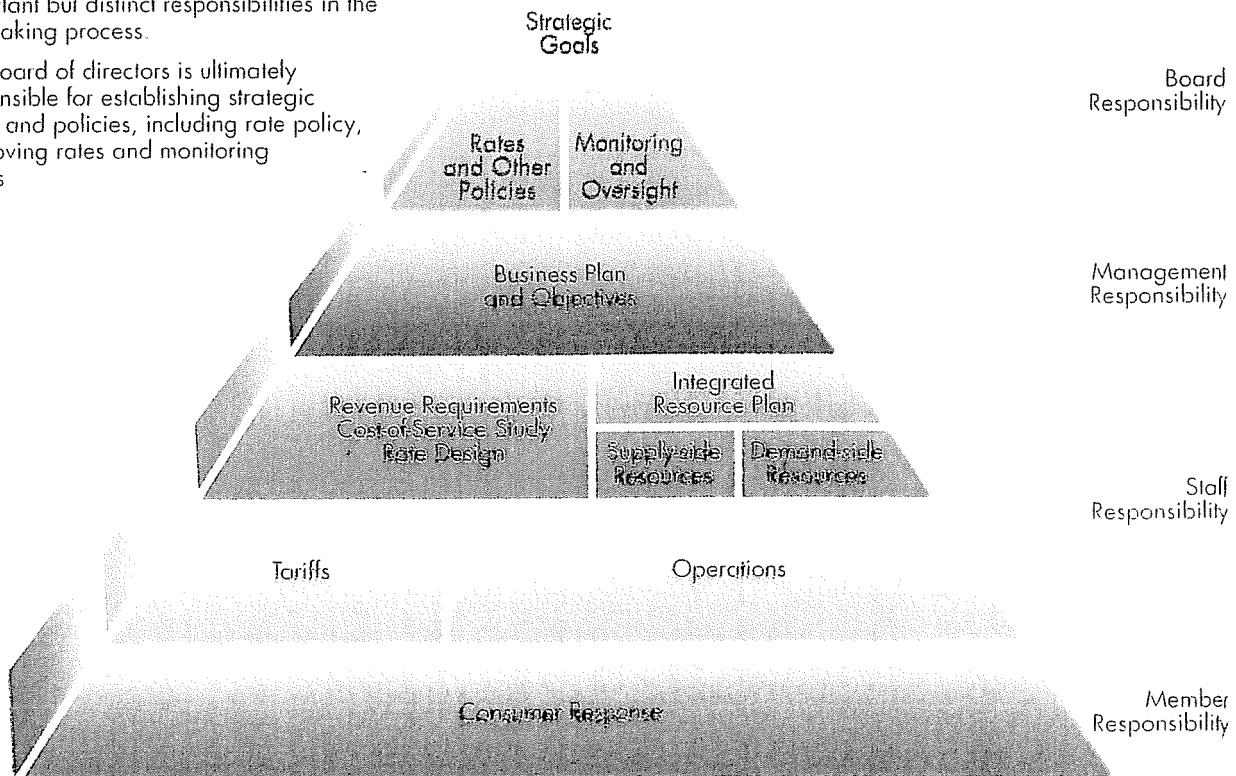 tant but distinct responsibilities in the
aking process.
oard of directors is ultimately
nsible for establishing strategic
and policies, including rate policy,
oving rates and monitoring
s
Strategic
Goals
Board
Responsibility
Rates
and Other
Policies
Monitoring
and
Oversight
Business Plan
and Objectives
Management
Responsibility
Revenue Requirements
Cost-of-Service Study
Rate Design
Integrated
Resource Plan
Supply-side
Resources
Demand-side
Resources
Staff
Responsibility
Tariffs
Operations
Consumer Response
Member
Responsibility